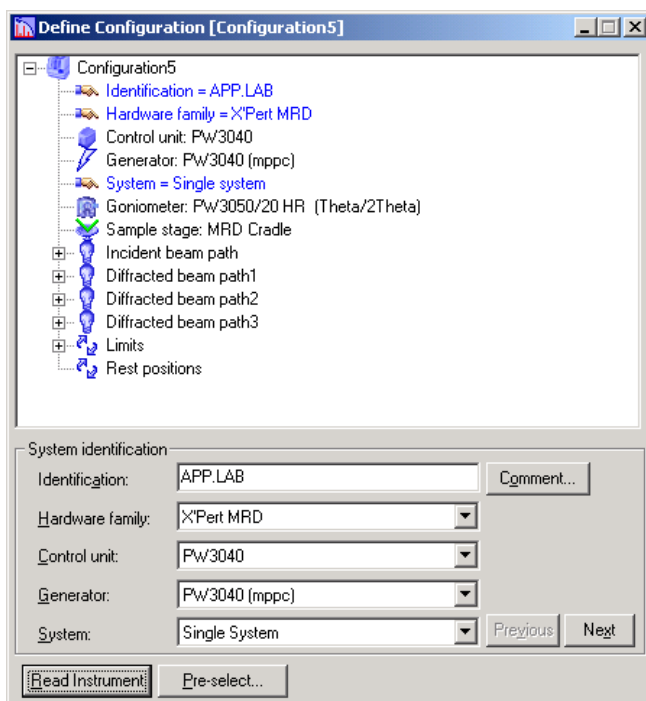 Define Configuration [Configuration5]
Configuration5
Identification = APP.LAB
Hardware family = X'Pert MRD
Control unit: PW3040
Generator: PW3040 (mppc)
System = Single system
Goniometer: PW3050/20 HR (Theta/2Theta)
Sample stage: MRD Cradle
Incident beam path
Diffracted beam path1
Diffracted beam path2
Diffracted beam path3
Limits
Rest positions
System identification
Identification: APP.LAB Comment...
Hardware family: X'Pert MRD
Control unit: PW3040
Generator: PW3040 (mppc)
System: Single System Previous Next
Read Instrument Pre-select...